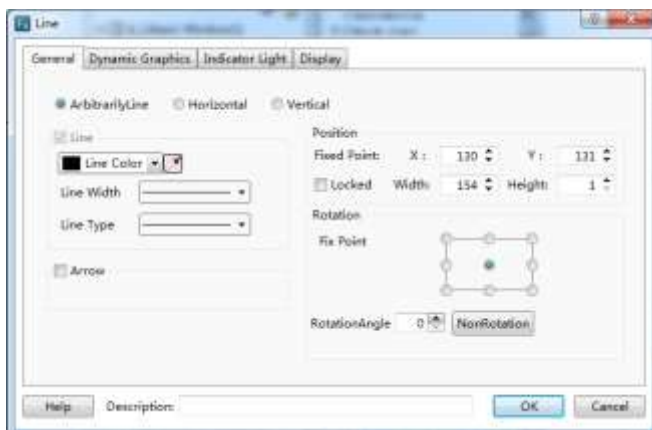 Line
General Dynamic Graphics Indicator Light Display
ArbitrarilyLine Horizontal Vertical
Line
Line Color
Line Width
Line Type
Arrow
Position
Fixed Point: X : 130 Y : 131
Locked Width: 154 Height: 1
Rotation
Fix Point
RotationAngle 0 NonRotation
Help Description: OK Cancel